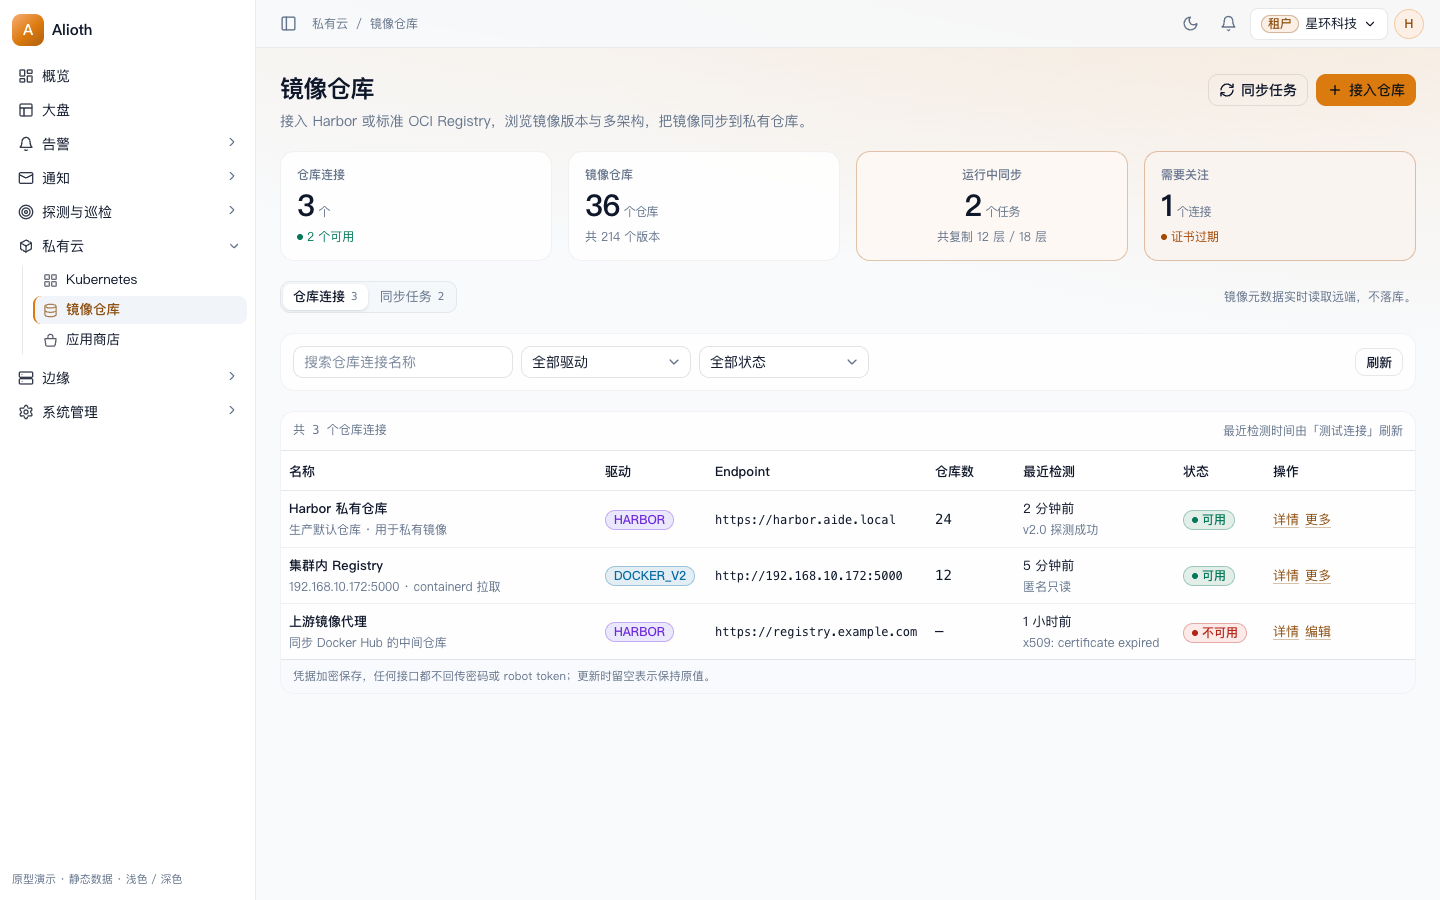 A Alioth
私有云 / 镜像仓库
租户 星环科技
H
概览
大盘
告警
通知
探测与巡检
私有云
Kubernetes
镜像仓库
应用商店
边缘
系统管理
原型演示 · 静态数据 · 浅色 / 深色
镜像仓库
接入 Harbor 或标准 OCI Registry，浏览镜像版本与多架构，把镜像同步到私有仓库。
同步任务
接入仓库
仓库连接
3 个
2 个可用
镜像仓库
36 个仓库
共 214 个版本
运行中同步
2 个任务
共复制 12 层 / 18 层
需要关注
1 个连接
证书过期
仓库连接 3
同步任务 2
镜像元数据实时读取远端，不落库。
搜索仓库连接名称
全部驱动
全部状态
刷新
共 3 个仓库连接
最近检测时间由「测试连接」刷新
名称 驱动 Endpoint 仓库数 最近检测 状态 操作
Harbor 私有仓库
生产默认仓库 · 用于私有镜像
HARBOR
https://harbor.aide.local
24
2 分钟前
v2.0 探测成功
可用
详情 更多
集群内 Registry
192.168.10.172:5000 · containerd 拉取
DOCKER_V2
http://192.168.10.172:5000
12
5 分钟前
匿名只读
可用
详情 更多
上游镜像代理
同步 Docker Hub 的中间仓库
HARBOR
https://registry.example.com
—
1 小时前
x509: certificate expired
不可用
详情 编辑
凭据加密保存，任何接口都不回传密码或 robot token；更新时留空表示保持原值。